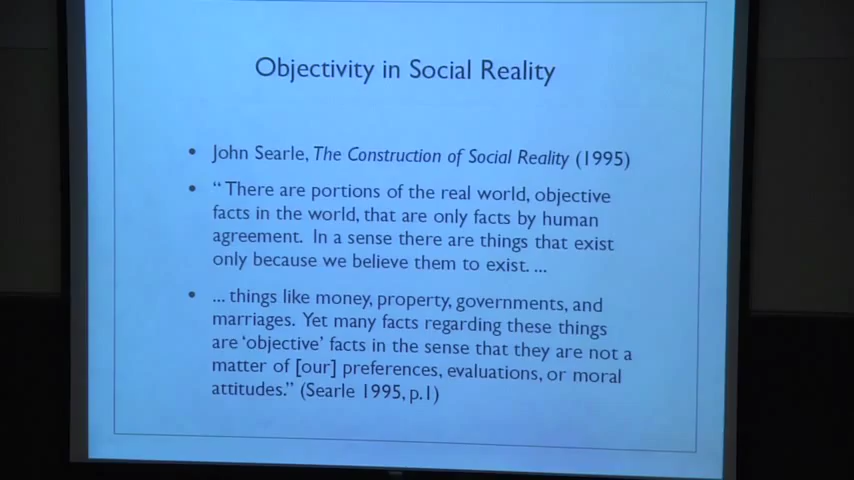 Objectivity in Social Reality
• John Searle, The Construction of Social Reality (1995)
• “ There are portions of the real world, objective
facts in the world, that are only facts by human
agreement. In a sense there are things that exist
only because we believe them to exist. ...
• ... things like money, property, governments, and
marriages. Yet many facts regarding these things
are ‘objective’ facts in the sense that they are not a
matter of [our] preferences, evaluations, or moral
attitudes.” (Searle 1995, p.1)